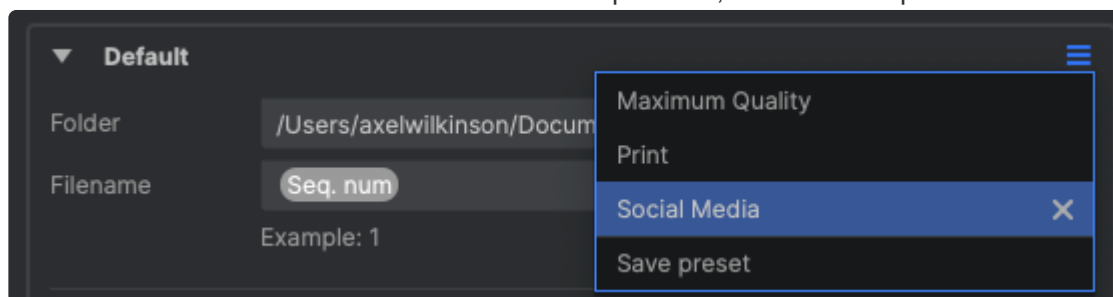 Default
Folder
/Users/axelwilkinson/Docum
Filename
Seq. num
Example: 1
Maximum Quality
Print
Social Media
Save preset